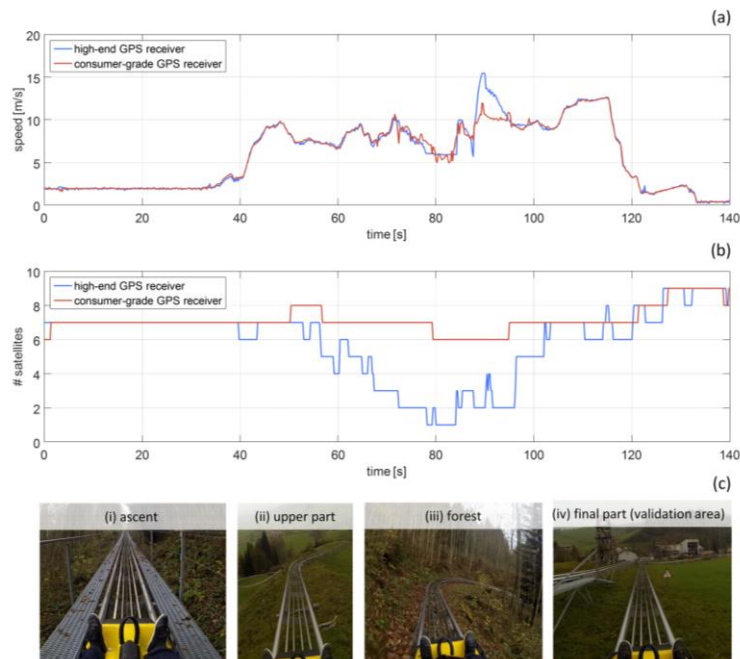 (a)
high-end GPS receiver
consumer-grade GPS receiver
20
15
10
5
0
speed [m/s]
0 20 40 60 80 100 120 140
time [s]
(b)
high-end GPS receiver
consumer-grade GPS receiver
10
8
6
4
2
0
# satellites
0 20 40 60 80 100 120 140
time [s]
(c)
(i) ascent (ii) upper part (iii) forest (iv) final part (validation area)